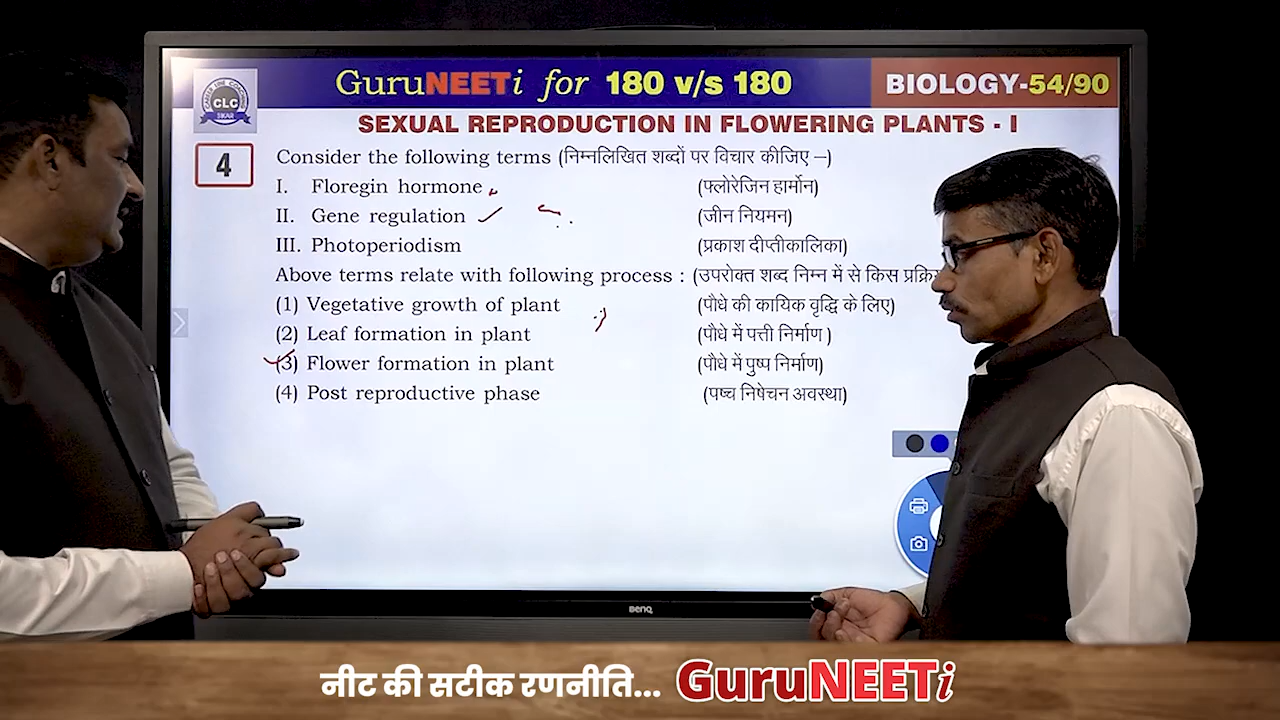 GuruNEETi for 180 v/s 180
BIOLOGY-54/90
CLC
SIKAR
SEXUAL REPRODUCTION IN FLOWERING PLANTS - I
4
Consider the following terms (निम्नलिखित शब्दों पर विचार कीजिए –)
I. Floregin hormone (फ्लोरेजिन हार्मोन)
II. Gene regulation (जीन नियमन)
III. Photoperiodism (प्रकाश दीप्तीकालिका)
Above terms relate with following process : (उपरोक्त शब्द निम्न में से किस
(1) Vegetative growth of plant (पौधे की कायिक वृद्धि के लिए)
(2) Leaf formation in plant (पौधे में पत्ती निर्माण )
(3) Flower formation in plant (पौधे में पुष्प निर्माण)
(4) Post reproductive phase (पष्च निषेचन अवस्था)
BenQ
नीट की सटीक रणनीति... GuruNEETi